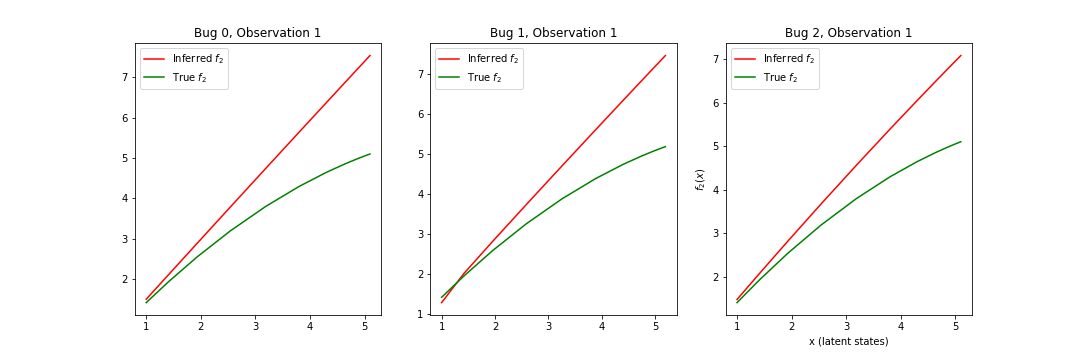 Bug 0, Observation 1
Inferred f₂
True f₂
7
6
5
4
3
2
1 2 3 4 5
Bug 1, Observation 1
Inferred f₂
True f₂
7
6
5
4
3
2
1
1 2 3 4 5
Bug 2, Observation 1
Inferred f₂
True f₂
f₂(x)
7
6
5
4
3
2
1 2 3 4 5
x (latent states)